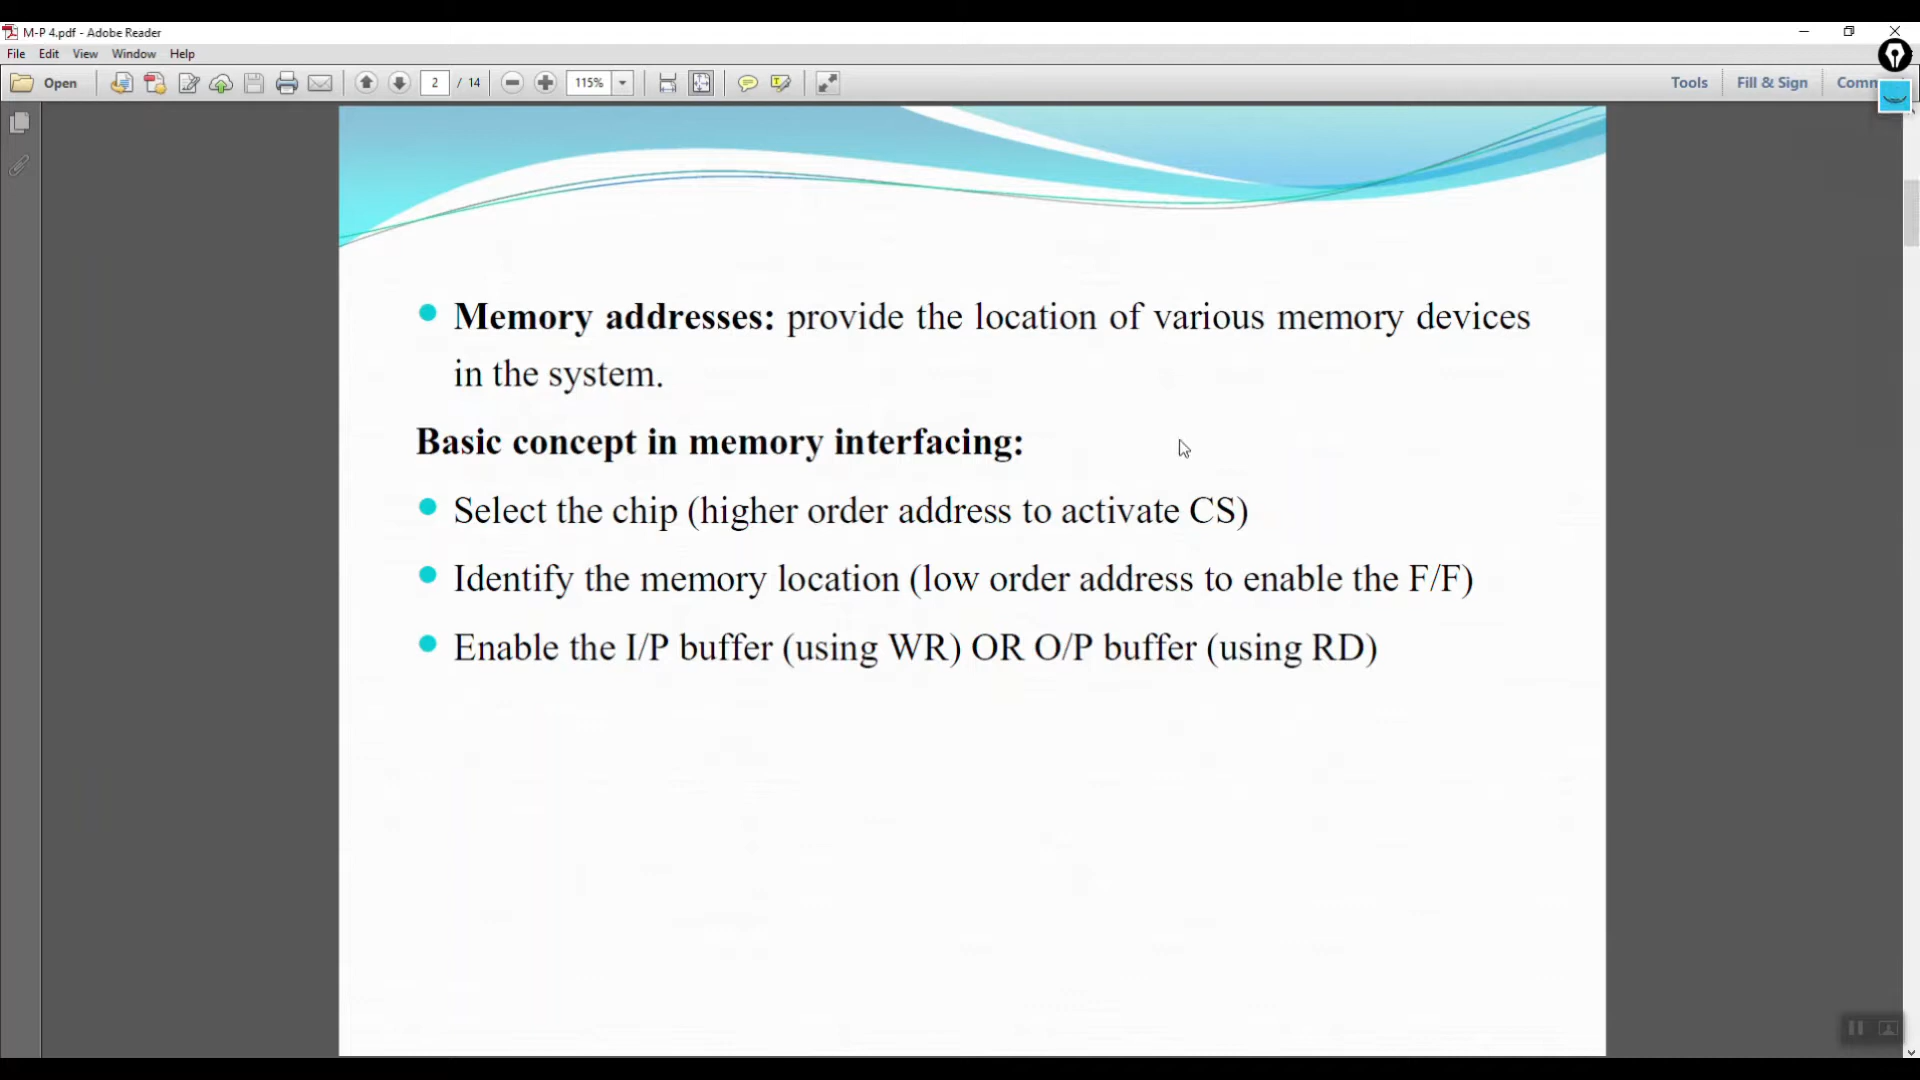 M-P 4.pdf - Adobe Reader
File Edit View Window Help
Open 2 / 14 115% Tools Fill & Sign Comm
Memory addresses: provide the location of various memory devices
in the system.
Basic concept in memory interfacing:
Select the chip (higher order address to activate CS)
Identify the memory location (low order address to enable the F/F)
Enable the I/P buffer (using WR) OR O/P buffer (using RD)